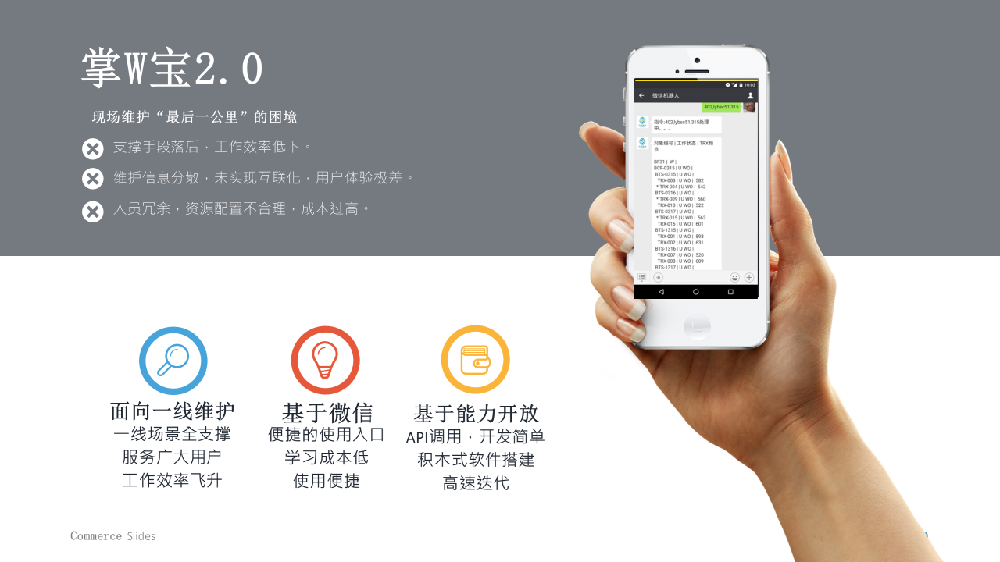 掌W宝2.0
现场维护“最后一公里”的困境
支撑手段落后，工作效率低下。
维护信息分散，未实现互联化，用户体验极差。
人员冗余，资源配置不合理，成本过高。
10:03
微信机器人
402,lybsc51,315
指令:402,lybsc51,315处理
中。。。
对象编号 | 工作状态 | TRX频
点
BF31 | W |
BCF-0315 | U WO |
BTS-0315 | U WO |
TRX-003 | U WO | 582
* TRX-004 | U WO | 542
BTS-0316 | U WO |
* TRX-009 | U WO | 560
TRX-010 | U WO | 522
BTS-0317 | U WO |
* TRX-015 | U WO | 563
TRX-016 | U WO | 601
BTS-1315 | U WO |
TRX-001 | U WO | 593
TRX-002 | U WO | 631
BTS-1316 | U WO |
TRX-007 | U WO | 520
TRX-008 | U WO | 609
BTS-1317 | U WO |
面向一线维护
一线场景全支撑
服务广大用户
工作效率飞升
基于微信
便捷的使用入口
学习成本低
使用便捷
基于能力开放
API调用，开发简单
积木式软件搭建
高速迭代
Commerce Slides